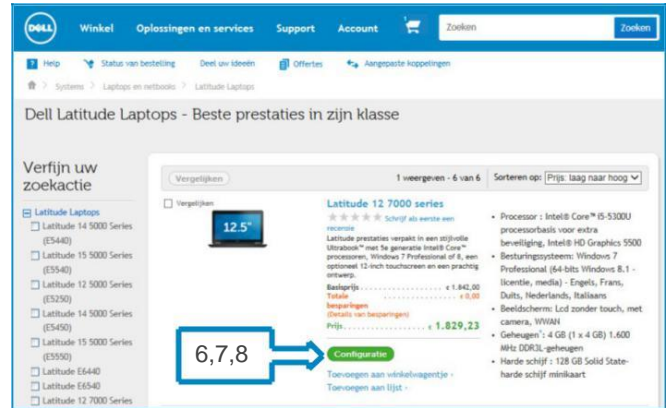 DELL
Winkel Oplossingen en services Support Account Zoeken Zoeken
Help Status van bestelling Deel uw ideeën Offertes Aangepaste koppelingen
Systems > Laptops en netbooks > Latitude Laptops
Dell Latitude Laptops - Beste prestaties in zijn klasse
Verfijn uw
zoekactie
Latitude Laptops
Latitude 14 5000 Series
(E5440)
Latitude 15 5000 Series
(E5540)
Latitude 12 5000 Series
(E5250)
Latitude 14 5000 Series
(E5450)
Latitude 15 5000 Series
(E5550)
Latitude E6440
Latitude E6540
Latitude 12 7000 Series
Vergelijken
1 weergeven - 6 van 6 Sorteren op: Prijs: laag naar hoog
Vergelijken
12.5"
Latitude 12 7000 series
Schrijf als eerste een
recensie
Latitude prestaties verpakt in een stijlvolle
Ultrabook™ met 5e generatie Intel® Core™
processoren, Windows 7 Professional of 8, een
optioneel 12-inch touchscreen en een prachtig
ontwerp.
Basisprijs . . . . . . . . . . . . . . . . € 1.842,00
Totale . . . . . . . . . . . . . . . . . € 0,00
besparingen
(Details van besparingen)
Prijs. . . . . . . . . . . . . . . € 1.829,23
6,7,8
Configuratie
Toevoegen aan winkelwagentje
Toevoegen aan lijst
• Processor : Intel® Core™ i5-5300U
processorbasis voor extra
beveiliging, Intel® HD Graphics 5500
• Besturingssysteem: Windows 7
Professional (64-bits Windows 8.1 -
licentie, media) - Engels, Frans,
Duits, Nederlands, Italiaans
• Beeldscherm: Lcd zonder touch, met
camera, WWAN
• Geheugen*: 4 GB (1 x 4 GB) 1.600
MHz DDR3L-geheugen
• Harde schijf : 128 GB Solid State-
harde schijf minikaart